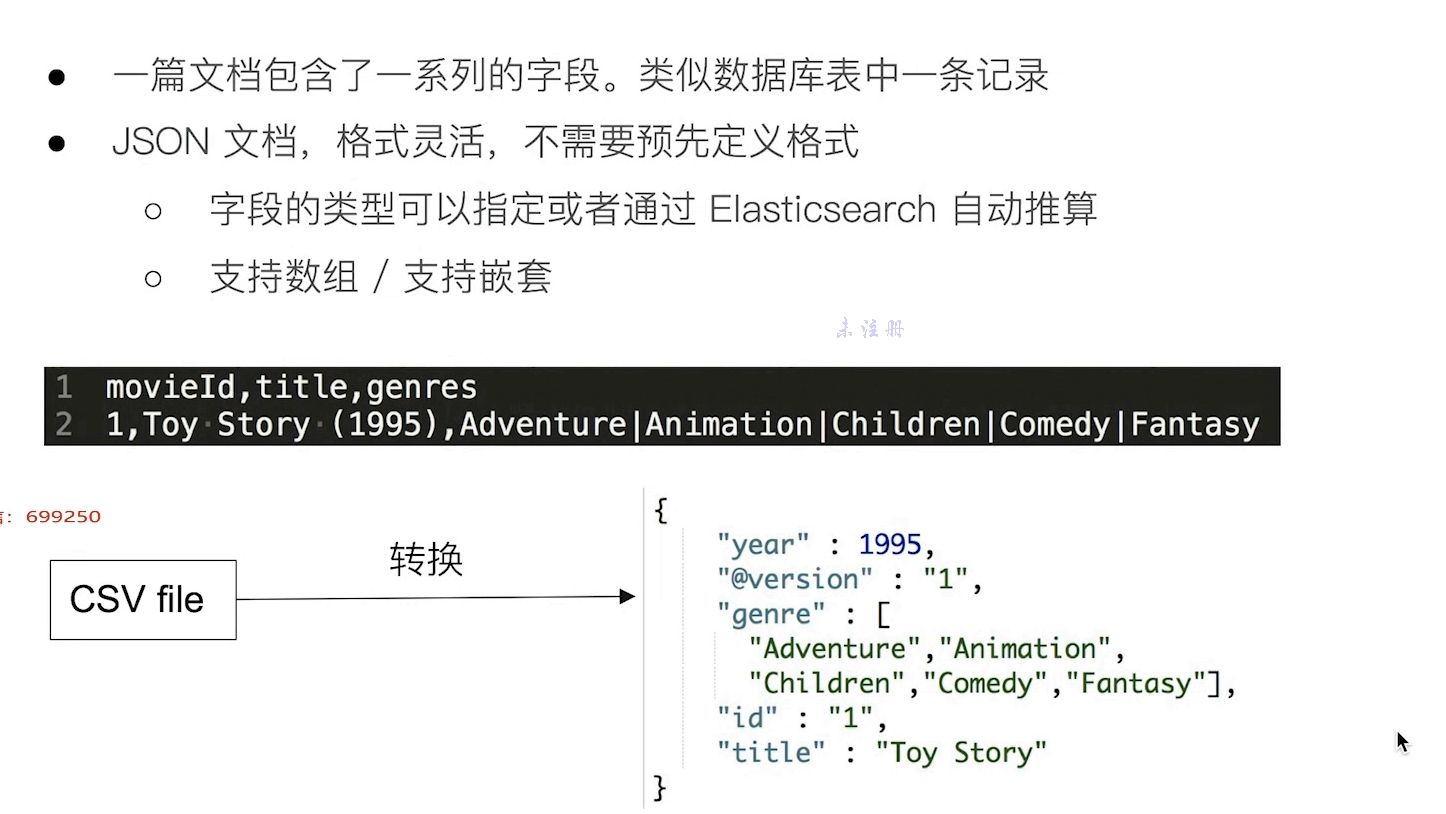 一篇文档包含了一系列的字段。类似数据库表中一条记录
JSON 文档，格式灵活，不需要预先定义格式
字段的类型可以指定或者通过 Elasticsearch 自动推算
支持数组 / 支持嵌套
未注册
1 movieId,title,genres
2 1,Toy Story (1995),Adventure|Animation|Children|Comedy|Fantasy
: 699250
CSV file
转换
{
"year" : 1995,
"@version" : "1",
"genre" : [
"Adventure","Animation",
"Children","Comedy","Fantasy"],
"id" : "1",
"title" : "Toy Story"
}